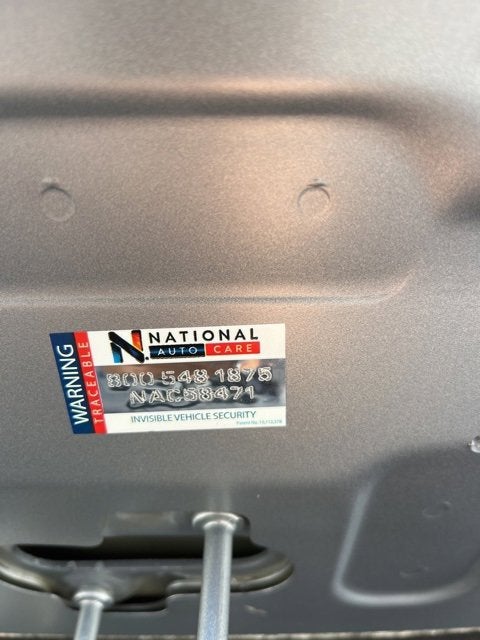 WARNING
TRACEABLE
N. NATIONAL
AUTO CARE
800 548 1875
NAC58471
INVISIBLE VEHICLE SECURITY